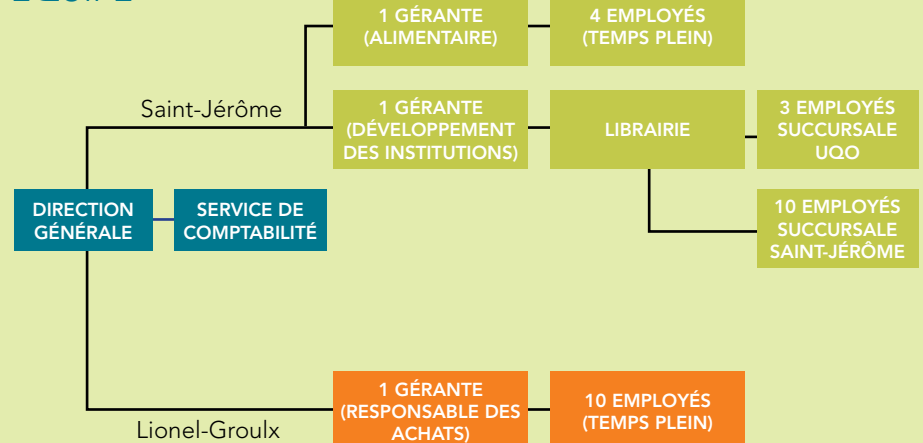 1 GÉRANTE
(ALIMENTAIRE)
4 EMPLOYÉS
(TEMPS PLEIN)
Saint-Jérôme
1 GÉRANTE
(DÉVELOPPEMENT
DES INSTITUTIONS)
LIBRAIRIE
3 EMPLOYÉS
SUCCURSALE
UQO
DIRECTION
GÉNÉRALE
SERVICE DE
COMPTABILITÉ
10 EMPLOYÉS
SUCCURSALE
SAINT-JÉRÔME
1 GÉRANTE
(RESPONSABLE DES
ACHATS)
10 EMPLOYÉS
(TEMPS PLEIN)
Lionel-Groulx